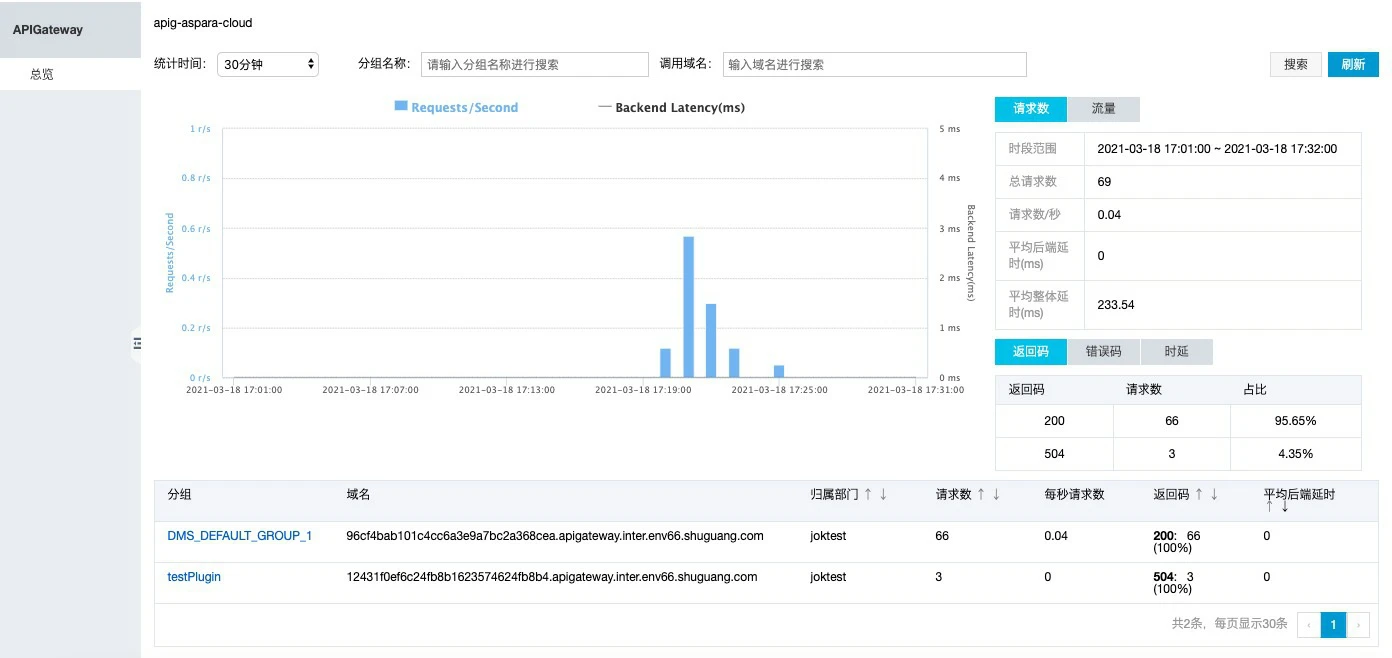 APIGateway
总览
apig-aspara-cloud
统计时间： 30分钟 分组名称： 请输入分组名称进行搜索 调用域名： 输入域名进行搜索 搜索 刷新
Requests/Second Backend Latency(ms)
1 r/s
0.8 r/s
0.6 r/s
0.4 r/s
0.2 r/s
0 r/s
Requests/Second
5 ms
4 ms
3 ms
2 ms
1 ms
0 ms
Backend Latency(ms)
2021-03-18 17:01:00 2021-03-18 17:07:00 2021-03-18 17:13:00 2021-03-18 17:19:00 2021-03-18 17:25:00 2021-03-18 17:31:00
请求数 流量
时段范围 2021-03-18 17:01:00 ~ 2021-03-18 17:32:00
总请求数 69
请求数/秒 0.04
平均后端延
时(ms) 0
平均整体延
时(ms) 233.54
返回码 错误码 时延
返回码 请求数 占比
200 66 95.65%
504 3 4.35%
分组 域名 归属部门 ↑ ↓ 请求数 ↑ ↓ 每秒请求数 返回码 ↑ ↓ 平均后端延时
↑ ↓
DMS_DEFAULT_GROUP_1 96cf4bab101c4cc6a3e9a7bc2a368cea.apigateway.inter.env66.shuguang.com joktest 66 0.04 200: 66 0
(100%)
testPlugin 12431f0ef6c24fb8b1623574624fb8b4.apigateway.inter.env66.shuguang.com joktest 3 0 504: 3 0
(100%)
共2条，每页显示30条 ‹ 1 ›